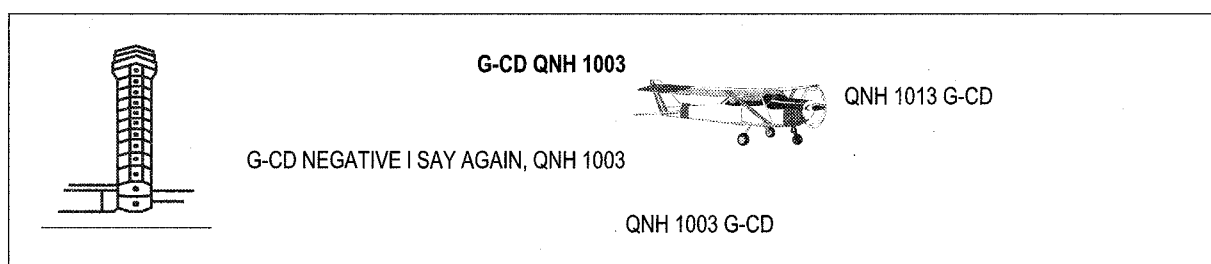 G-CD QNH 1003
QNH 1013 G-CD
G-CD NEGATIVE I SAY AGAIN, QNH 1003
QNH 1003 G-CD